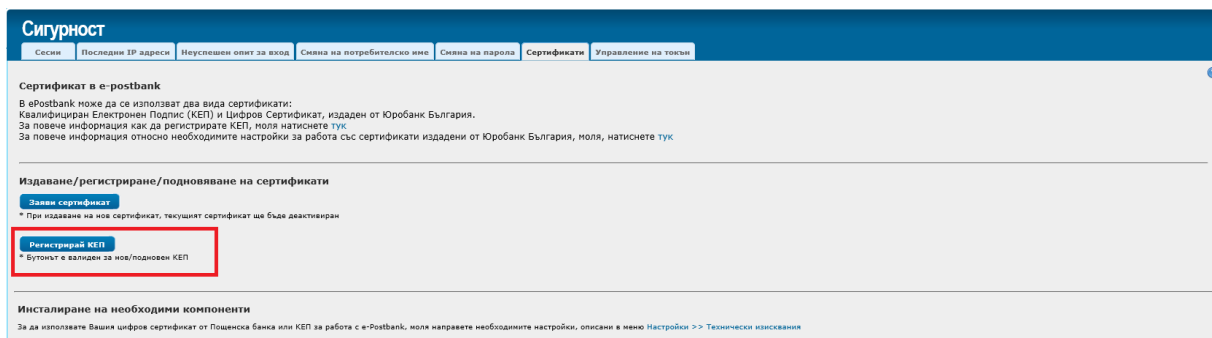 Сигурност
Сесии Последни IP адреси Неуспешен опит за вход Смяна на потребителско име Смяна на парола Сертификати Управление на токън
Сертификат в e-postbank
В ePostbank може да се използват два вида сертификати:
Квалифициран Електронен Подпис (КЕП) и Цифров Сертификат, издаден от Юробанк България.
За повече информация как да регистрирате КЕП, моля натиснете тук
За повече информация относно необходимите настройки за работа със сертификати издадени от Юробанк България, моля, натиснете тук
Издаване/регистриране/подновяване на сертификати
Заяви сертификат
* При издаване на нов сертификат, текущият сертификат ще бъде деактивиран
Регистрирай КЕП
* Бутонът е валиден за нов/подновен КЕП
Инсталиране на необходими компоненти
За да използвате Вашия цифров сертификат от Пощенска банка или КЕП за работа с e-Postbank, моля направете необходимите настройки, описани в меню Настройки >> Технически изисквания